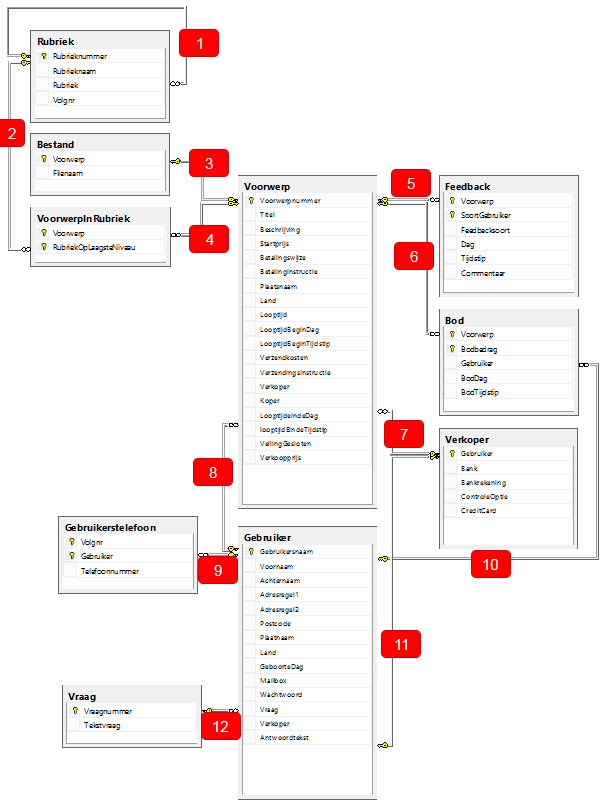 1
Rubriek
Rubrieknummer
Rubrieknaam
Rubriek
Volgnr
2
Bestand
Voorwerp
Filenaam
3
VoorwerpInRubriek
Voorwerp
RubriekOpLaagsteNiveau
4
Voorwerp
Voorwerpnummer
Titel
Beschrijving
Startprijs
Betalingswijze
BetalingInstructie
Plaatsnaam
Land
Looptijd
LooptijdBeginDag
LooptijdBeginTijdstip
Verzendkosten
VerzendingsInstructie
Verkoper
Koper
LooptijdeindeDag
looptijdEindeTijdstip
VeilingGesloten
Verkoopprijs
5
Feedback
Voorwerp
SoortGebruiker
Feedbacksoort
Dag
Tijdstip
Commentaar
6
Bod
Voorwerp
Bodbedrag
Gebruiker
BodDag
BodTijdstip
7
Verkoper
Gebruiker
Bank
Bankrekening
ControleOptie
CreditCard
8
Gebruikerstelefoon
Volgnr
Gebruiker
Telefoonnummer
9
Gebruiker
Gebruikersnaam
Voornaam
Achternaam
Adresregel1
Adresregel2
Postcode
Plaatnaam
Land
GeboorteDag
Mailbox
Wachtwoord
Vraag
Verkoper
Antwoordtekst
10
11
Vraag
Vraagnummer
Tekstvraag
12